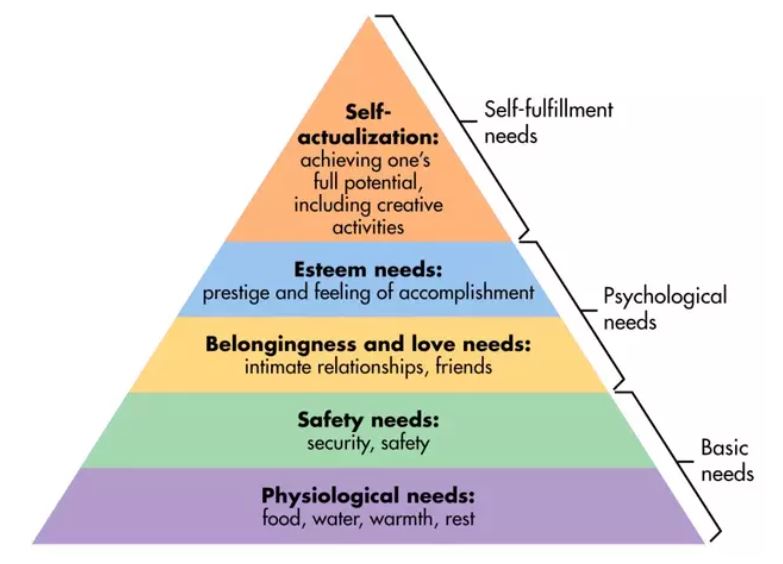 Self-
actualization:
achieving one's
full potential,
including creative
activities
Self-fulfillment
needs
Esteem needs:
prestige and feeling of accomplishment
Psychological
needs
Belongingness and love needs:
intimate relationships, friends
Safety needs:
security, safety
Basic
needs
Physiological needs:
food, water, warmth, rest